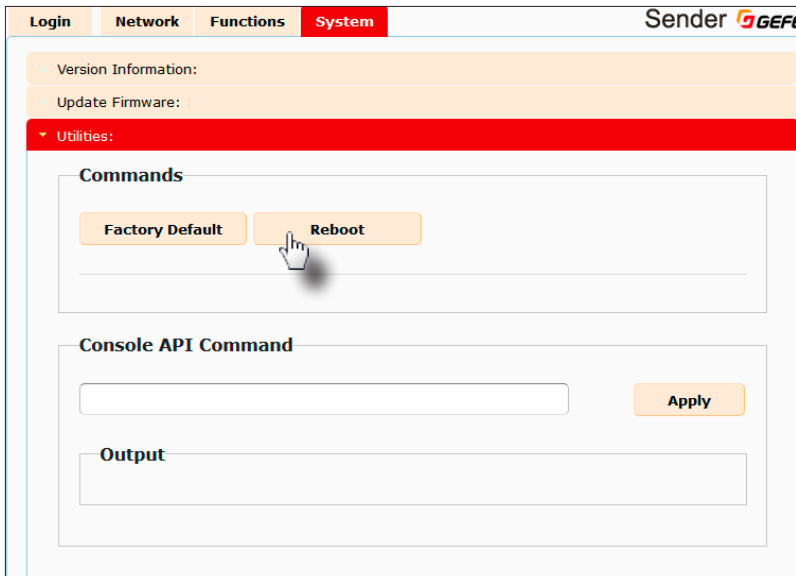 Login Network Functions System Sender GEFE
Version Information:
Update Firmware:
Utilities:
Commands
Factory Default Reboot
Console API Command
Apply
Output